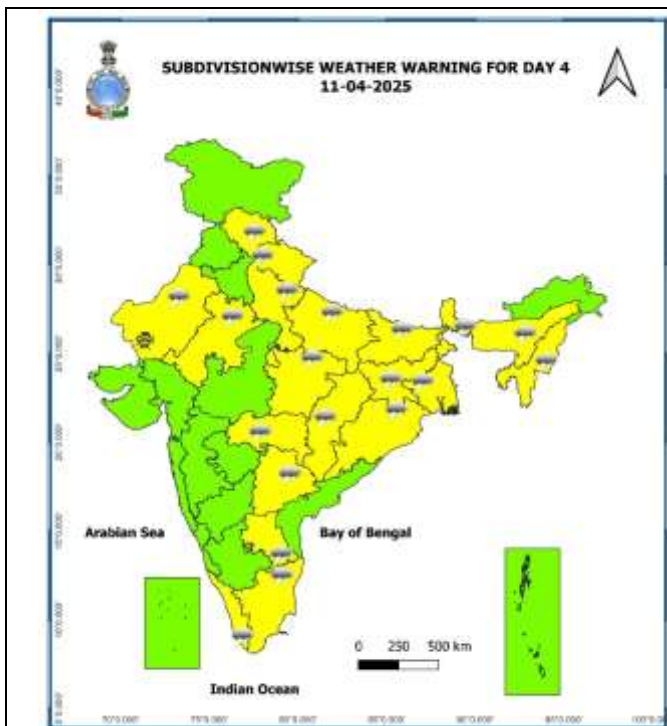 SUBDIVISIONWISE WEATHER WARNING FOR DAY 4
11-04-2025
Arabian Sea
Bay of Bengal
0 250 500 km
Indian Ocean